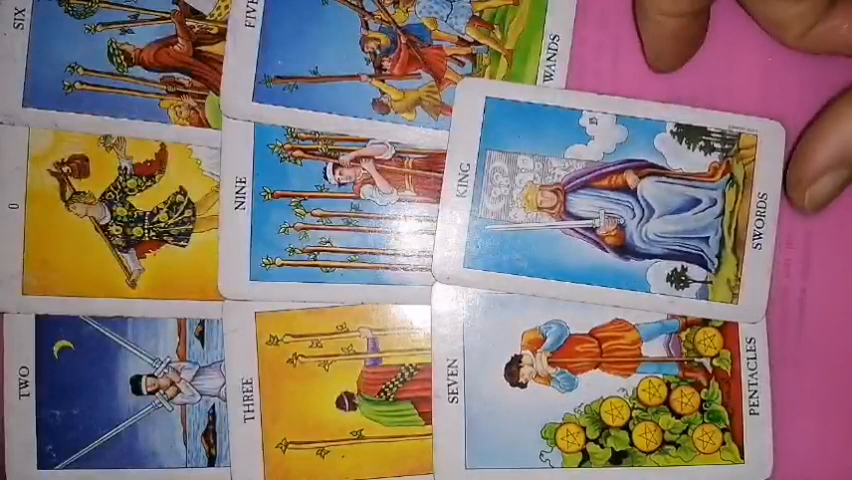 SIX
FIVE
WANDS
0
NINE
KING
SWORDS
TWO
THREE
SEVEN
PENTACLES